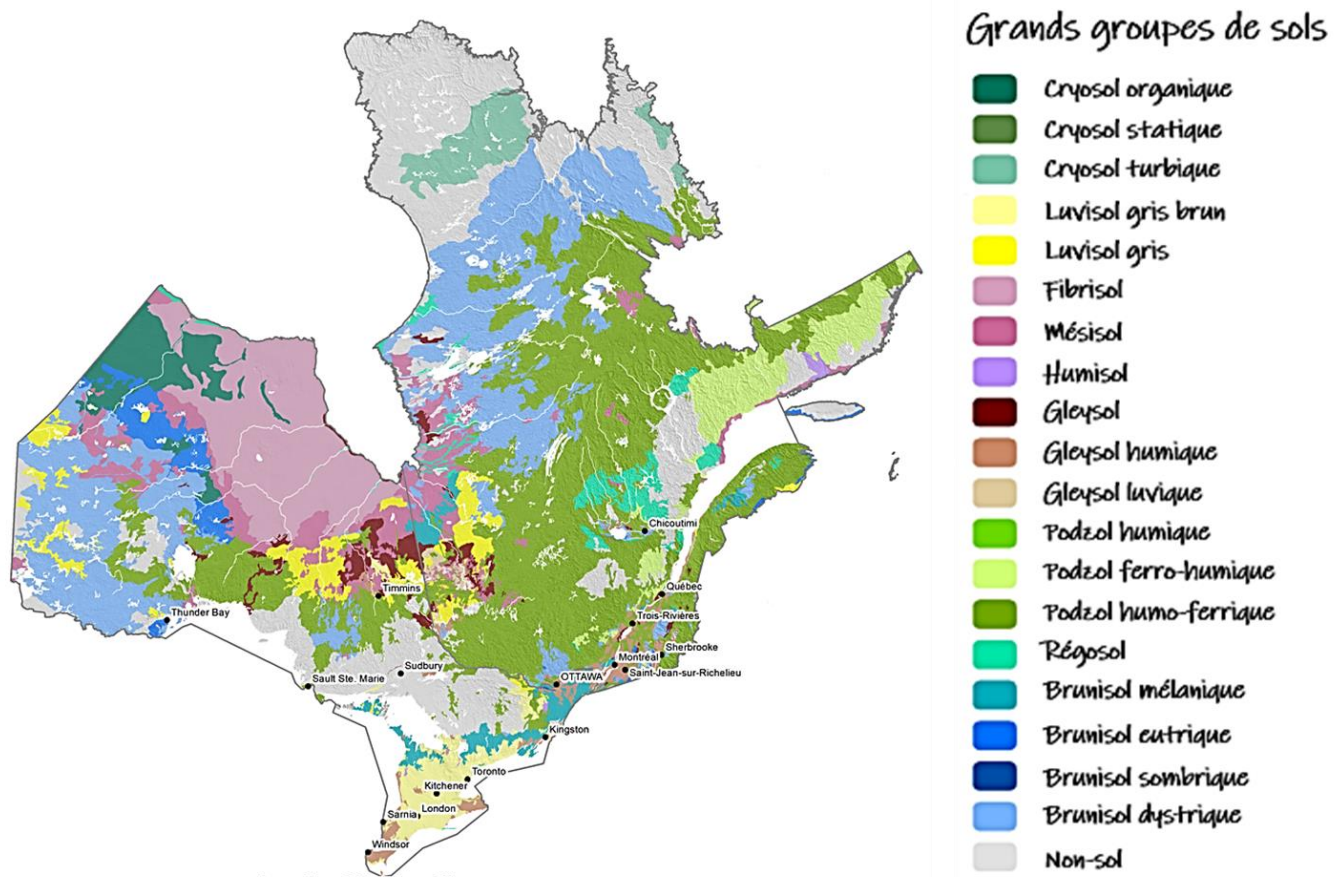 Grands groupes de sols
Cryosol organique
Cryosol statique
Cryosol turbique
Luvisol gris brun
Luvisol gris
Fibrisol
Mésisol
Humisol
Gleysol
Gleysol humique
Gleysol luvique
Podzol humique
Podzol ferro-humique
Podzol humo-ferrique
Régosol
Brunisol mélanique
Brunisol eutrique
Brunisol sombrique
Brunisol dystrique
Non-sol
Chicoutimi
Timmins
Québec
Thunder Bay
Trois-Rivières
Sherbrooke
Montréal
Sudbury
Saint-Jean-sur-Richelieu
Sault Ste. Marie
OTTAWA
Kingston
Toronto
Kitchener
London
Sarnia
Windsor